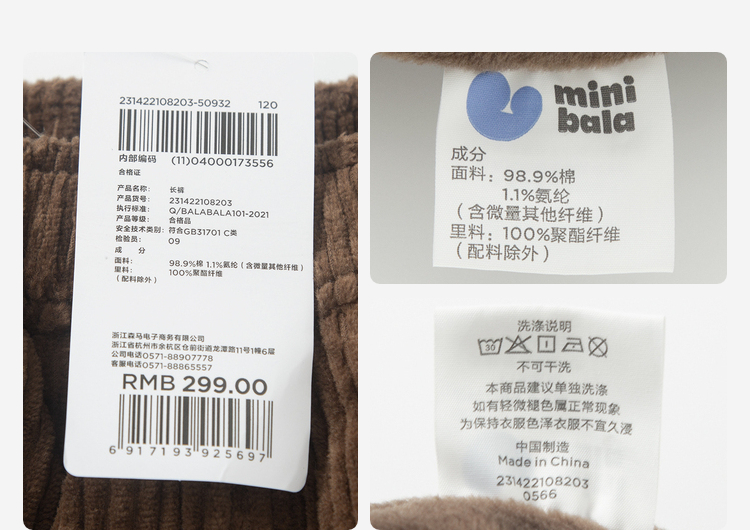 231422108203-50932 120
内部编码 (11)04000173556
合格证
产品名称: 长裤
产品货号: 231422108203
执行标准: Q/BALABALA101-2021
产品等级: 合格品
安全技术类别: 符合GB31701 C类
检验员: 09
成 分
面料: 98.9%棉 1.1%氨纶(含微量其他纤维)
里料: 100%聚酯纤维
(配料除外)
浙江森马电子商务有限公司
浙江省杭州市余杭区仓前街道龙潭路11号1幢6层
公司电话0571-88907778
客服电话0571-88865557
RMB 299.00
6 917193 925697
mini
bala
成分
面料: 98.9%棉
1.1%氨纶
(含微量其他纤维)
里料: 100%聚酯纤维
(配料除外)
洗涤说明
30
不可干洗
本商品建议单独洗涤
如有轻微褪色属正常现象
为保持衣服色泽衣服不宜久浸
中国制造
Made in China
231422108203
0566